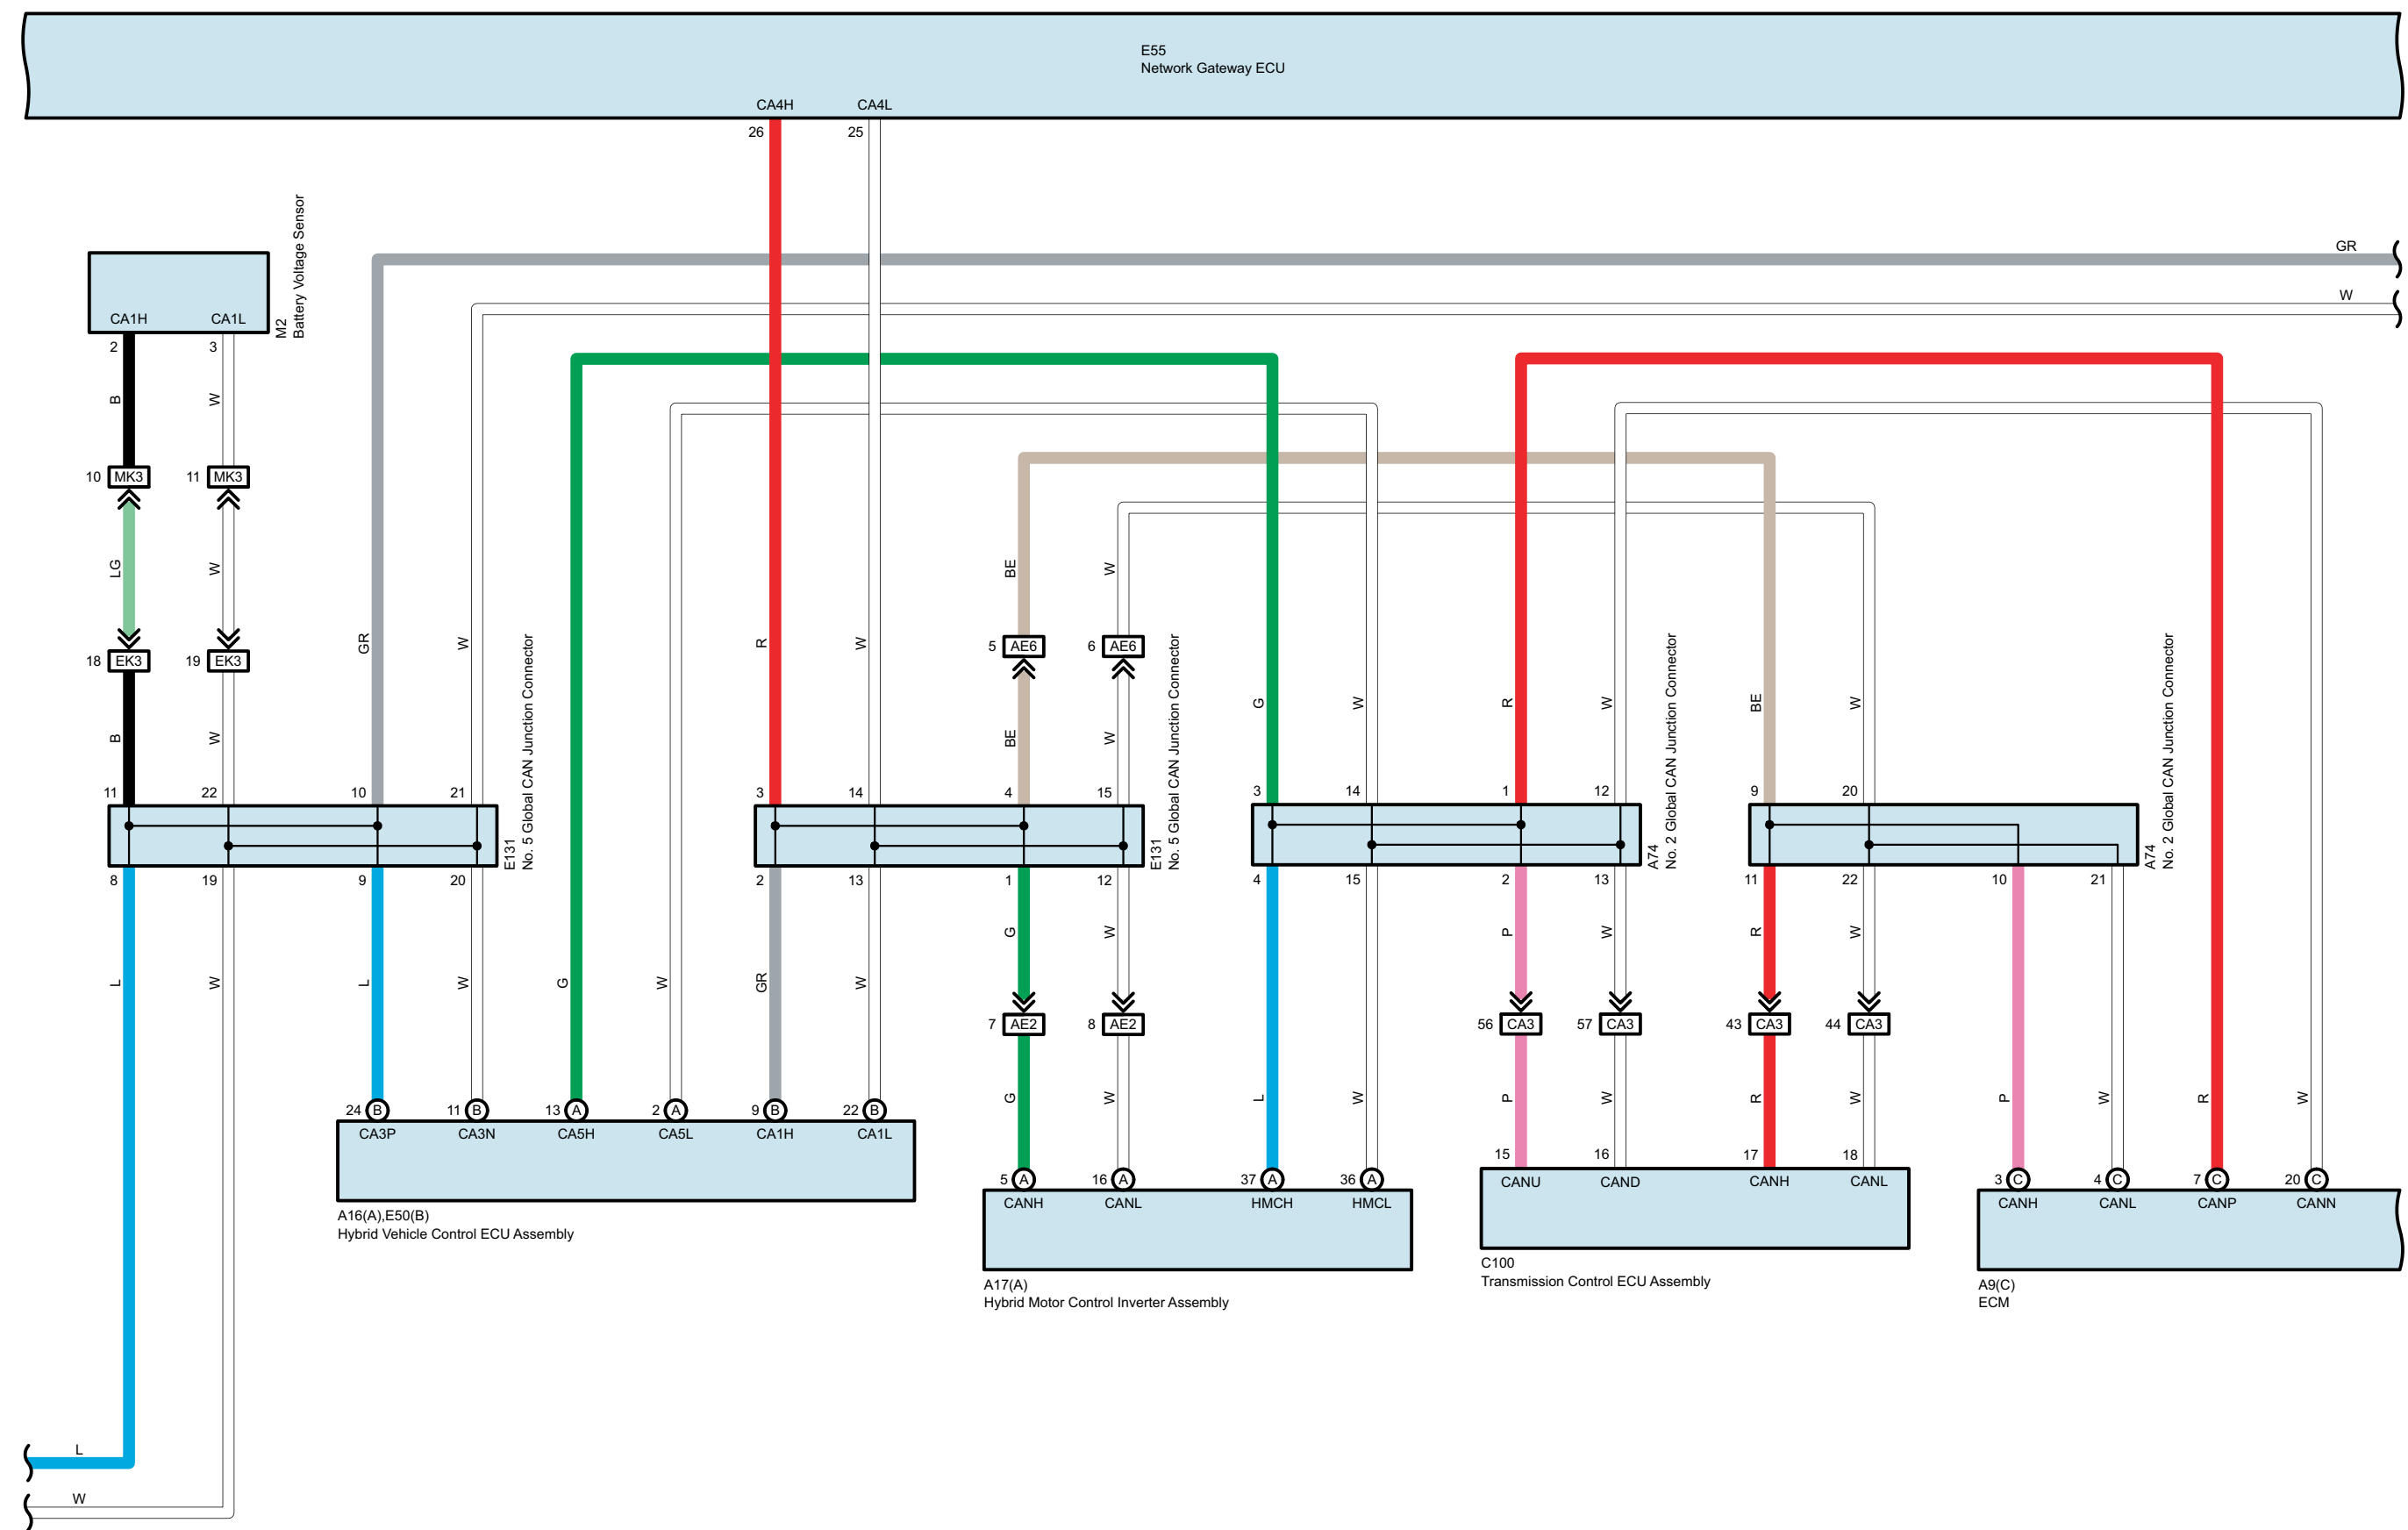 E55
Network Gateway ECU
CA4H CA4L
26 25
GR
W
M2
Battery Voltage Sensor
CA1H CA1L
2 3
B W
10 MK3 11 MK3
LG W
BE W
GR W R W
5 AE6 6 AE6
18 EK3 19 EK3
G W R W BE W
B W
BE W
E131
No. 5 Global CAN Junction Connector
E131
No. 5 Global CAN Junction Connector
A74
No. 2 Global CAN Junction Connector
A74
No. 2 Global CAN Junction Connector
11 22 10 21 3 14 4 15 3 14 1 12 9 20
8 19 9 20 2 13 1 12 4 15 2 13 11 22 10 21
G W P W R W
L W L W G W GR W
7 AE2 8 AE2 56 CA3 57 CA3 43 CA3 44 CA3
G W L W P W R W P W R W
24 B 11 B 13 A 2 A 9 B 22 B
CA3P CA3N CA5H CA5L CA1H CA1L
15 16 17 18
5 A 16 A 37 A 36 A
CANU CAND CANH CANL
3 C 4 C 7 C 20 C
CANH CANL HMCH HMCL
CANH CANL CANP CANN
A16(A),E50(B)
Hybrid Vehicle Control ECU Assembly
C100
Transmission Control ECU Assembly
A17(A)
Hybrid Motor Control Inverter Assembly
A9(C)
ECM
L
W